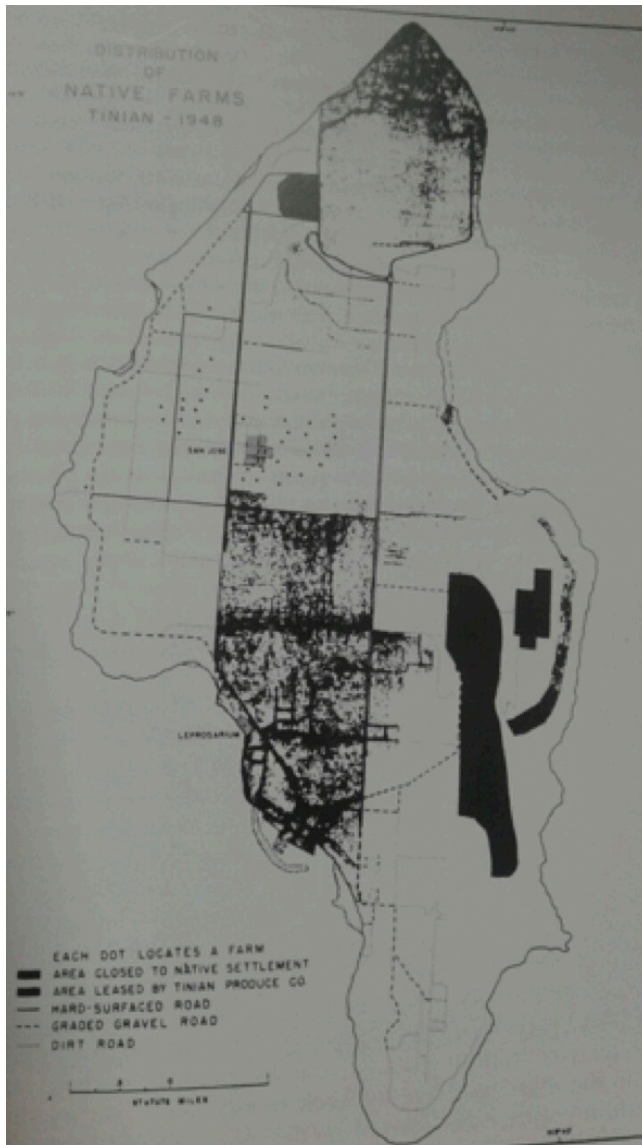 DISTRIBUTION
OF
NATIVE FARMS
TINIAN - 1948
SAN JOSE
LEPROSARIUM
EACH DOT LOCATES A FARM
AREA CLOSED TO NATIVE SETTLEMENT
AREA LEASED BY TINIAN PRODUCE CO.
HARD-SURFACED ROAD
GRADED GRAVEL ROAD
DIRT ROAD
STATUTE MILES